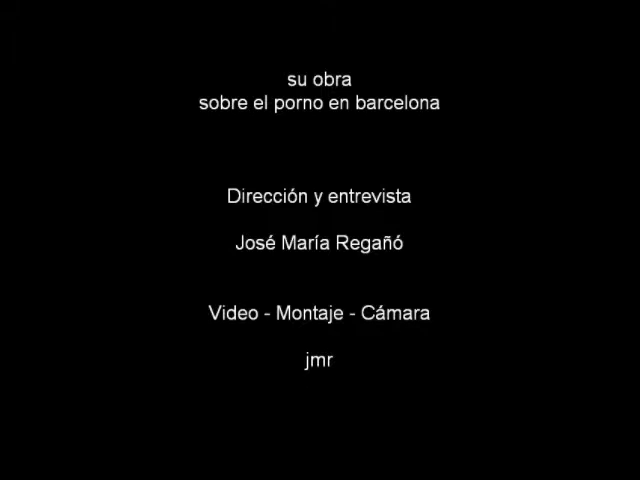 su obra
sobre el porno en barcelona
Dirección y entrevista
José María Regañó
Video - Montaje - Cámara
jmr